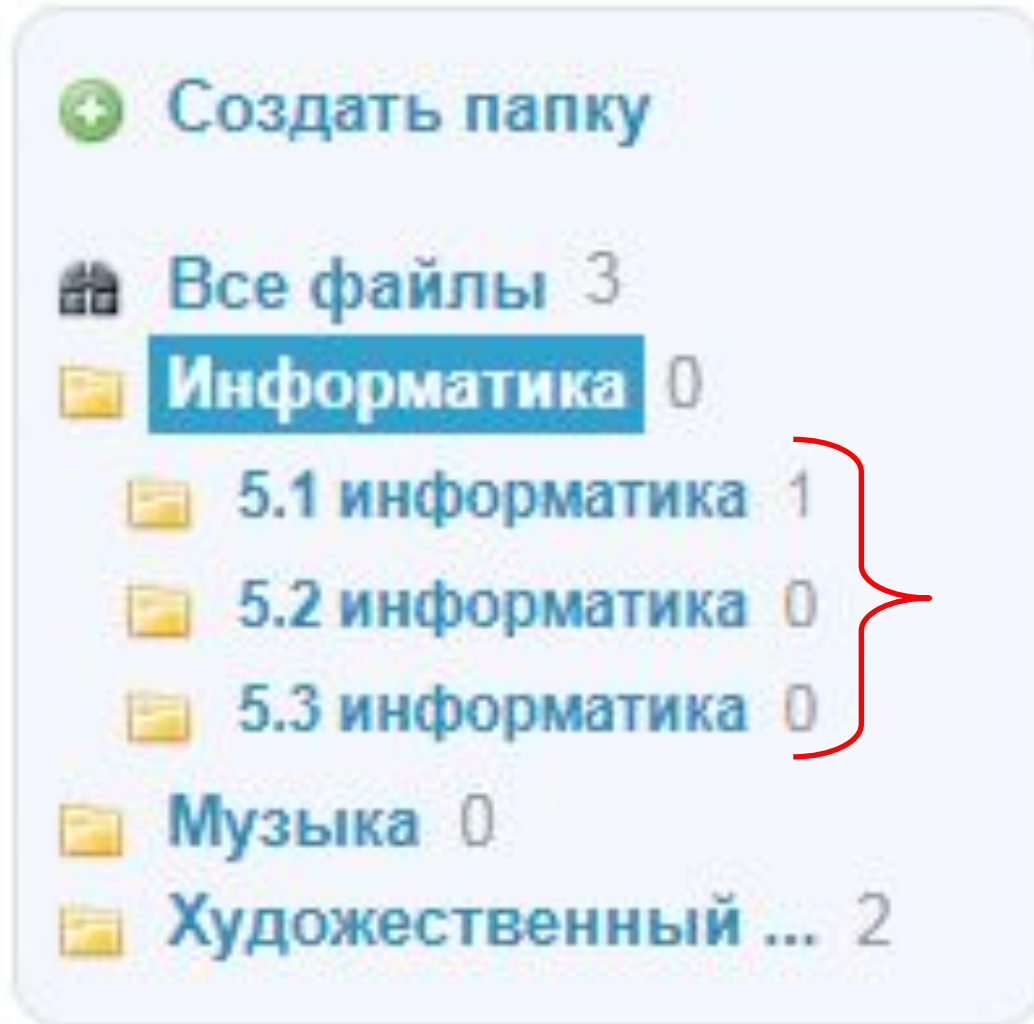 Создать папку
Все файлы 3
Информатика 0
5.1 информатика 1
5.2 информатика 0
5.3 информатика 0
Музыка 0
Художественный ... 2